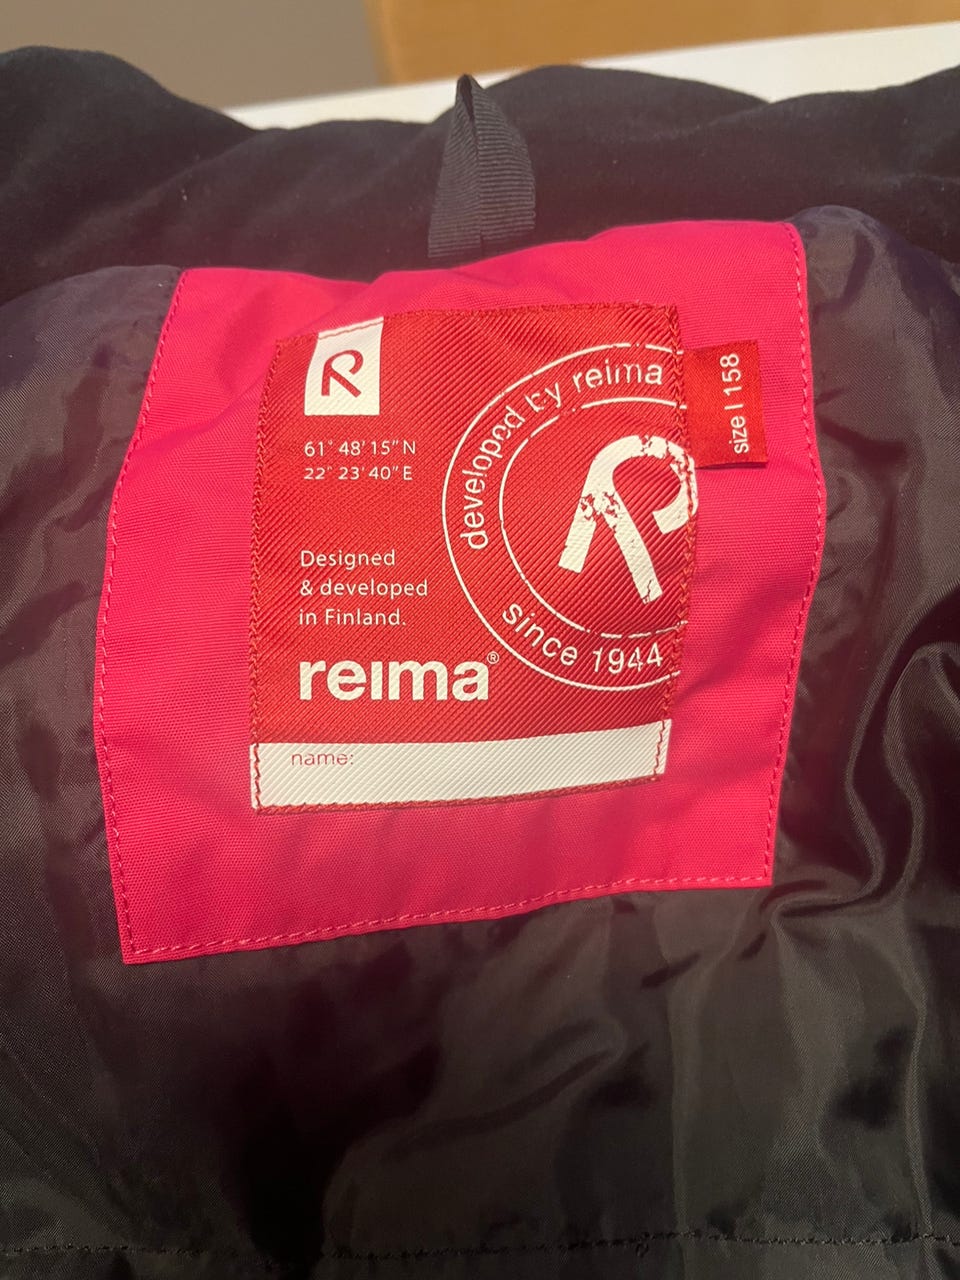 R
61° 48' 15" N
22° 23' 40" E
Designed
& developed
in Finland.
reima®
name:
developed by reima
R
since 1944
size | 158